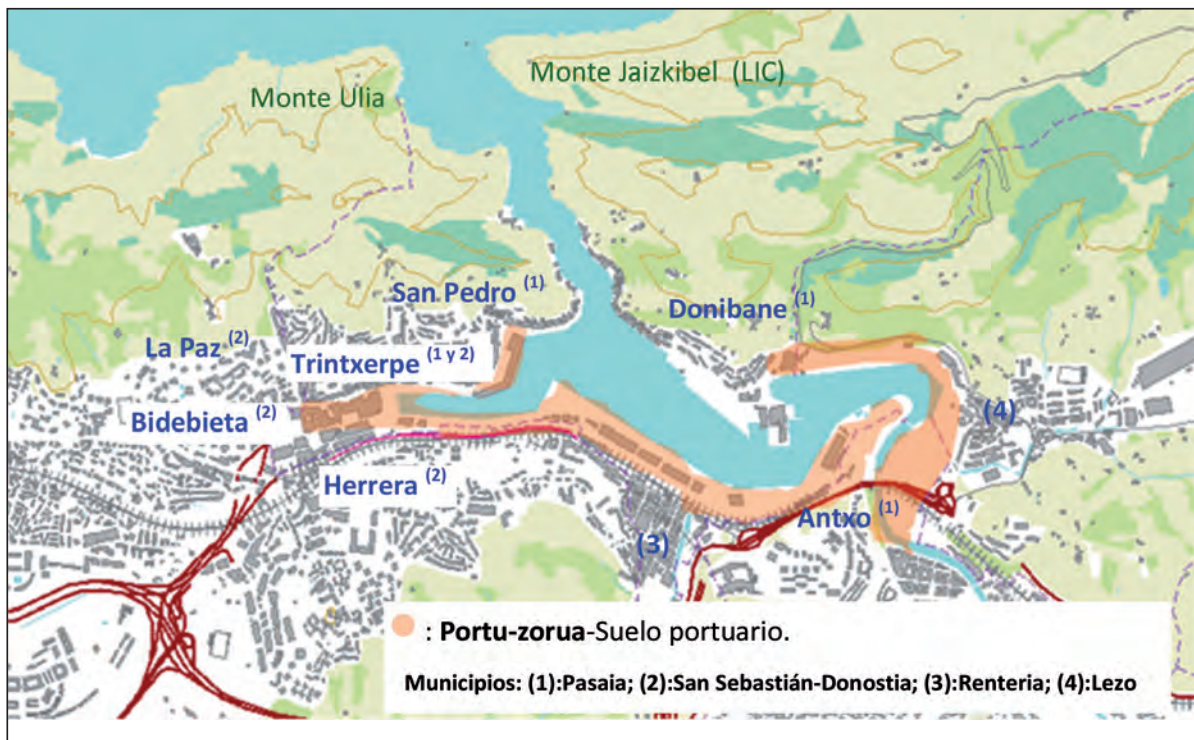 Monte Jaizkibel (LIC)
Monte Ulia
San Pedro (1)
Donibane (1)
La Paz (2)
Trintxerpe (1 y 2)
Bidebieta (2)
(4)
Herrera (2)
Antxo (1)
(3)
: Portu-zorua-Suelo portuario.
Municipios: (1):Pasaia; (2):San Sebastián-Donostia; (3):Renteria; (4):Lezo